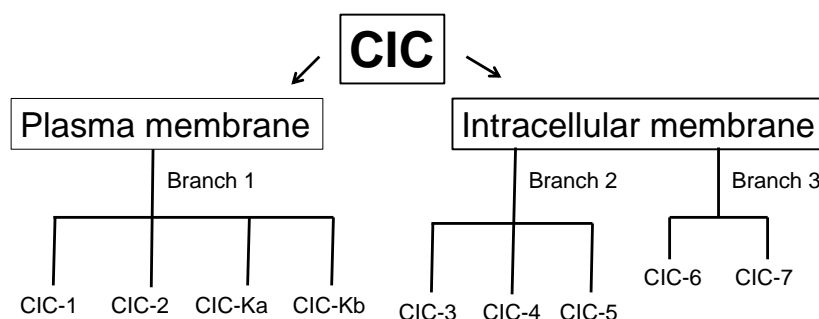 ClC
Plasma membrane
Intracellular membrane
Branch 1
Branch 2
Branch 3
ClC-1
ClC-2
ClC-Ka
ClC-Kb
ClC-3
ClC-4
ClC-5
ClC-6
ClC-7